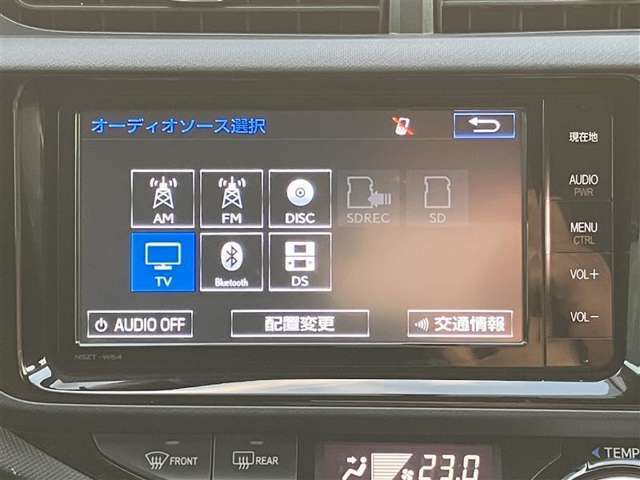 オーディオソース選択
現在地
AM FM DISC SDREC SD
AUDIO
PWR
TV Bluetooth DS
MENU
CTRL
VOL+
AUDIO OFF 配置変更 交通情報
VOL−
NSZT-W64
FRONT REAR 23.0 TEMP